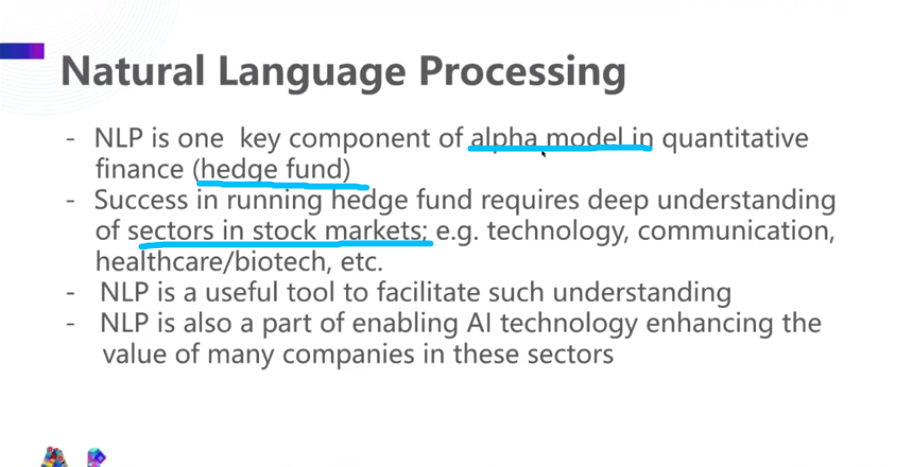 Natural Language Processing
- NLP is one key component of alpha model in quantitative
finance (hedge fund)
- Success in running hedge fund requires deep understanding
of sectors in stock markets; e.g. technology, communication,
healthcare/biotech, etc.
- NLP is a useful tool to facilitate such understanding
- NLP is also a part of enabling AI technology enhancing the
value of many companies in these sectors